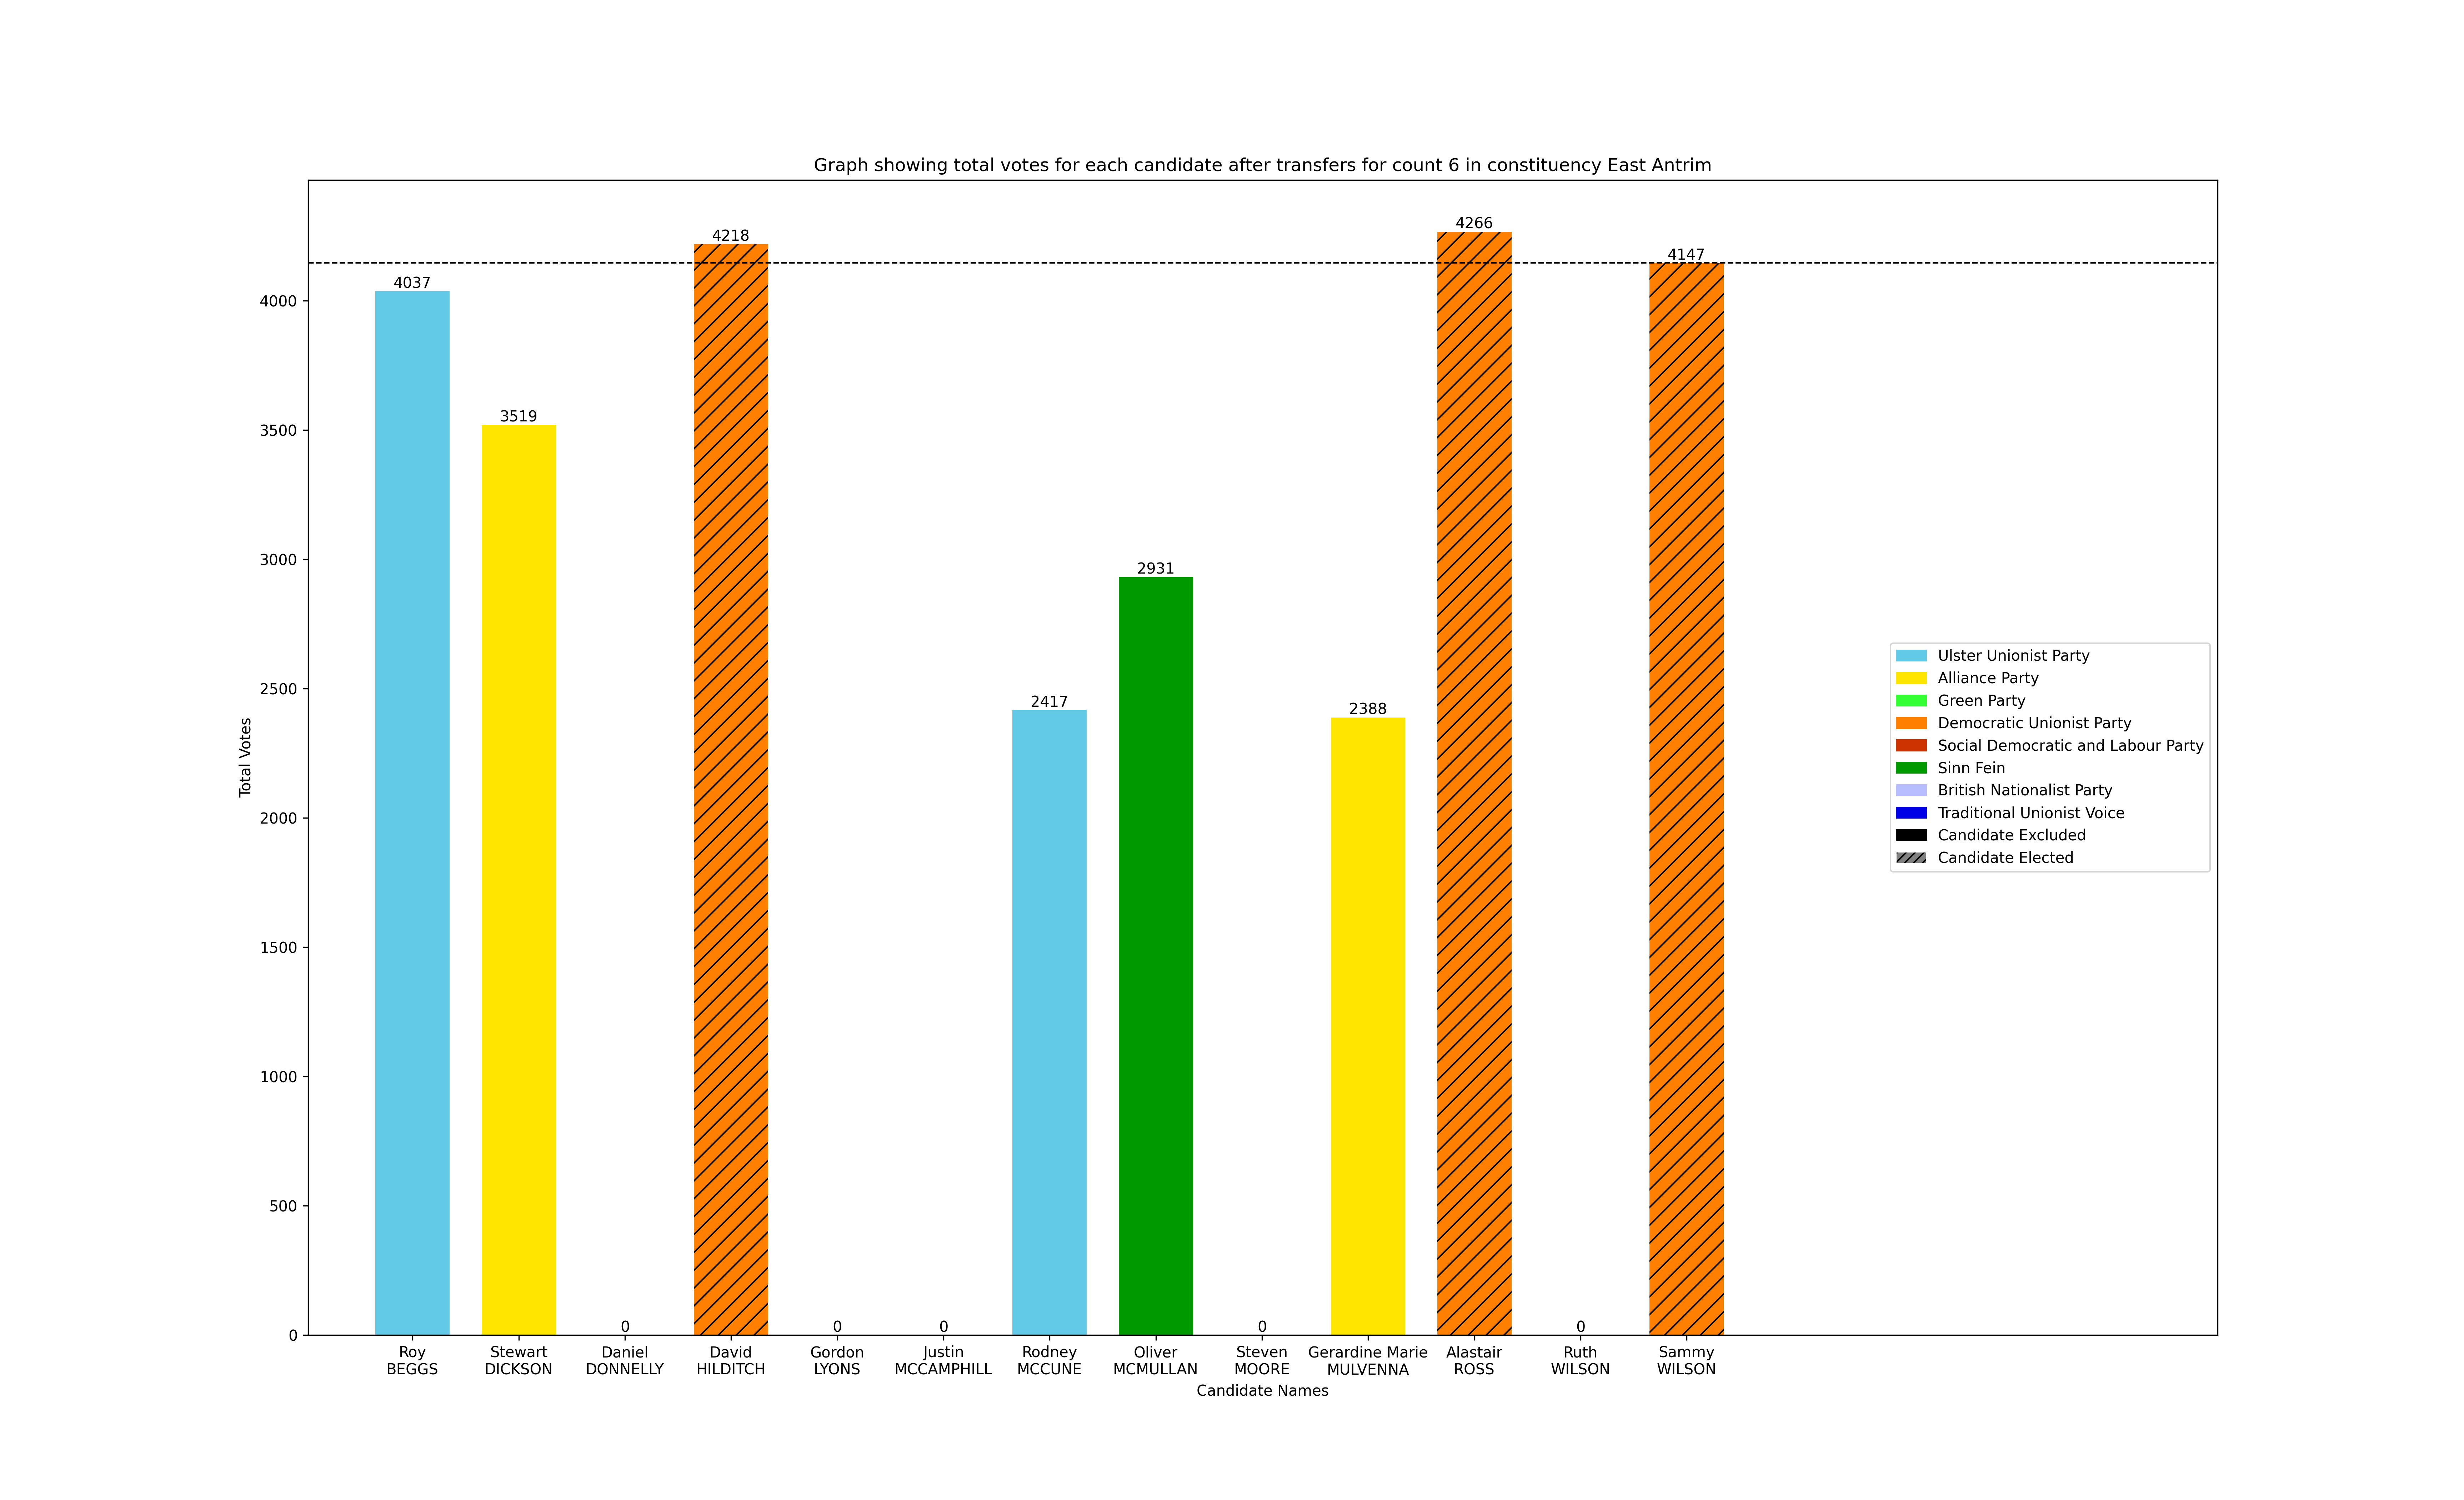 Graph showing total votes for each candidate after transfers for count 6 in constituency East Antrim
Total Votes
4000
3500
3000
2500
2000
1500
1000
500
0
4037
3519
0
4218
0
0
2417
2931
0
2388
4266
0
4147
Roy
BEGGS
Stewart
DICKSON
Daniel
DONNELLY
David
HILDITCH
Gordon
LYONS
Justin
MCCAMPHILL
Rodney
MCCUNE
Oliver
MCMULLAN
Steven
MOORE
Gerardine Marie
MULVENNA
Alastair
ROSS
Ruth
WILSON
Sammy
WILSON
Candidate Names
Ulster Unionist Party
Alliance Party
Green Party
Democratic Unionist Party
Social Democratic and Labour Party
Sinn Fein
British Nationalist Party
Traditional Unionist Voice
Candidate Excluded
Candidate Elected